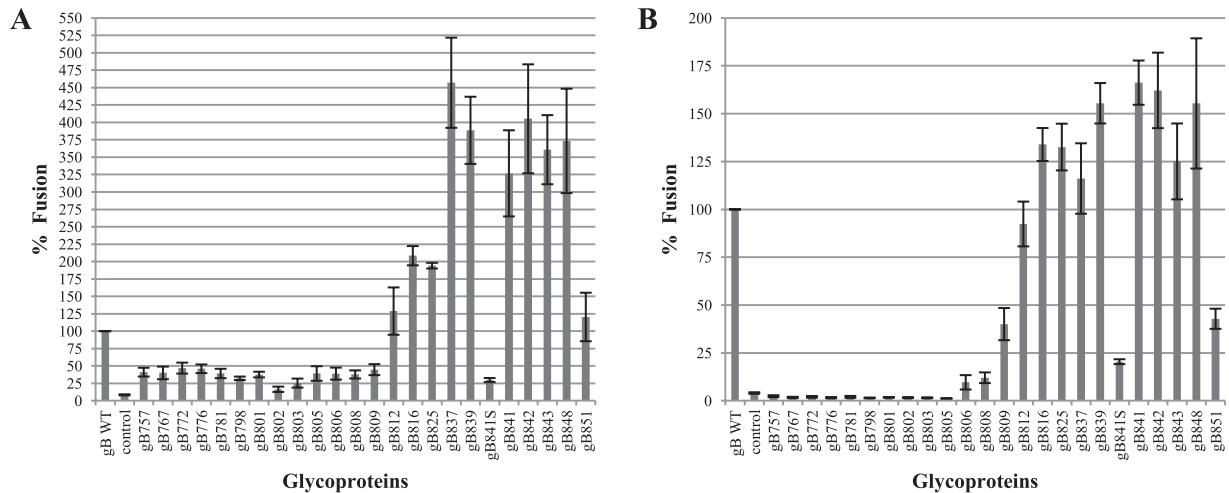 A
550
525
500
475
450
425
400
375
350
325
300
275
250
225
200
175
150
125
100
75
50
25
0
% Fusion
gB WT
control
gB757
gB767
gB772
gB776
gB781
gB798
gB801
gB802
gB803
gB805
gB806
gB808
gB809
gB812
gB816
gB825
gB837
gB839
gB841S
gB841
gB842
gB843
gB848
gB851
Glycoproteins
B
200
175
150
125
100
75
50
25
0
% Fusion
gB WT
control
gB757
gB767
gB772
gB776
gB781
gB798
gB801
gB802
gB803
gB805
gB806
gB808
gB809
gB812
gB816
gB825
gB837
gB839
gB841S
gB841
gB842
gB843
gB848
gB851
Glycoproteins